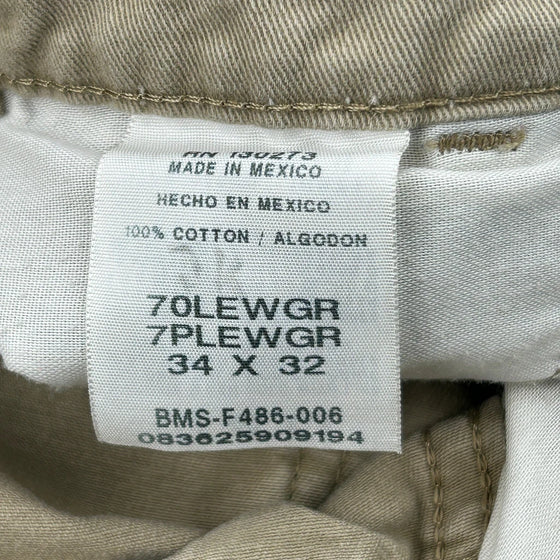 RN 130273
MADE IN MEXICO
HECHO EN MEXICO
100% COTTON / ALGODON
70LEWGR
7PLEWGR
34 X 32
BMS-F486-006
083625909194